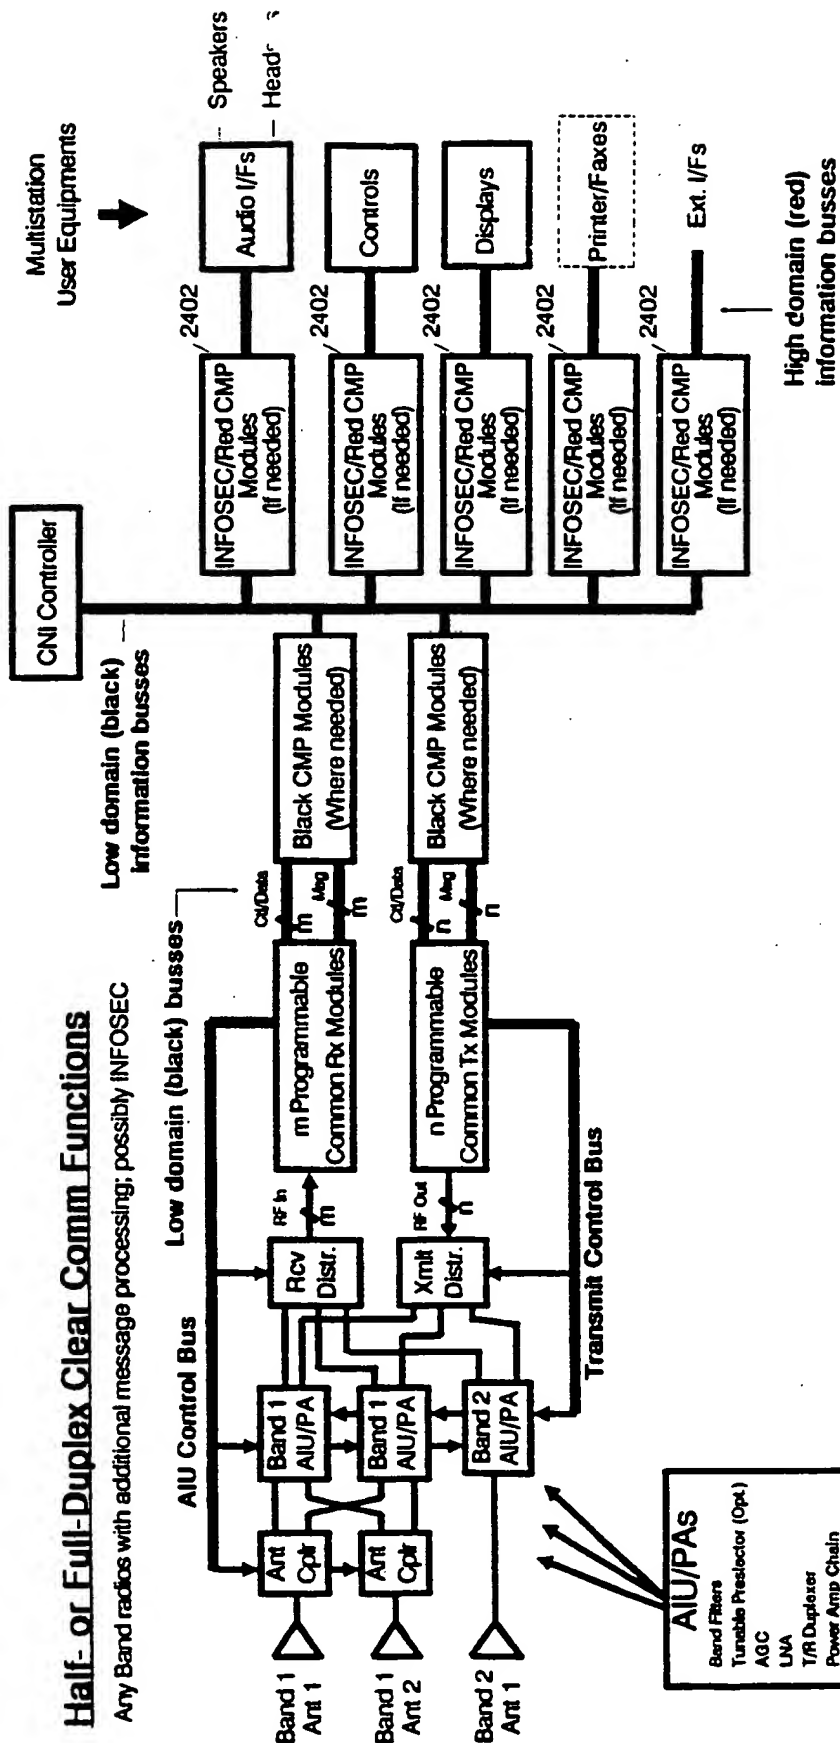 Half- or Full-Duplex Clear Comm Functions
Any Band radios with additional message processing; possibly INFOSEC
Multistation
User Equipments
CNI Controller
Low domain (black)
information busses
Low domain (black) busses
AIU Control Bus
Band 1
Ant 1
Band 1
Ant 2
Band 2
Ant 1
Ant
Cplr
Ant
Cplr
Band 1
AIU/PA
Band 1
AIU/PA
Band 2
AIU/PA
Rcv
Distr.
Xmit
Distr.
RF In
m
RF Out
n
m Programmable
Common Rx Modules
n Programmable
Common Tx Modules
Ctl/Data
m
Msg
m
Ctl/Data
n
Msg
n
Black CMP Modules
(Where needed)
Black CMP Modules
(Where needed)
INFOSEC/Red CMP
Modules
(If needed)
2402
Audio I/Fs
Speakers
INFOSEC/Red CMP
Modules
(If needed)
2402
Controls
INFOSEC/Red CMP
Modules
(If needed)
2402
Displays
INFOSEC/Red CMP
Modules
(If needed)
2402
Printer/Faxes
INFOSEC/Red CMP
Modules
(If needed)
2402
Ext. I/Fs
High domain (red)
information busses
Transmit Control Bus
AIU/PAs
Band Filters
Tunable Preslector (Opt.)
AGC
LNA
T/R Duplexer
Power Amp Chain